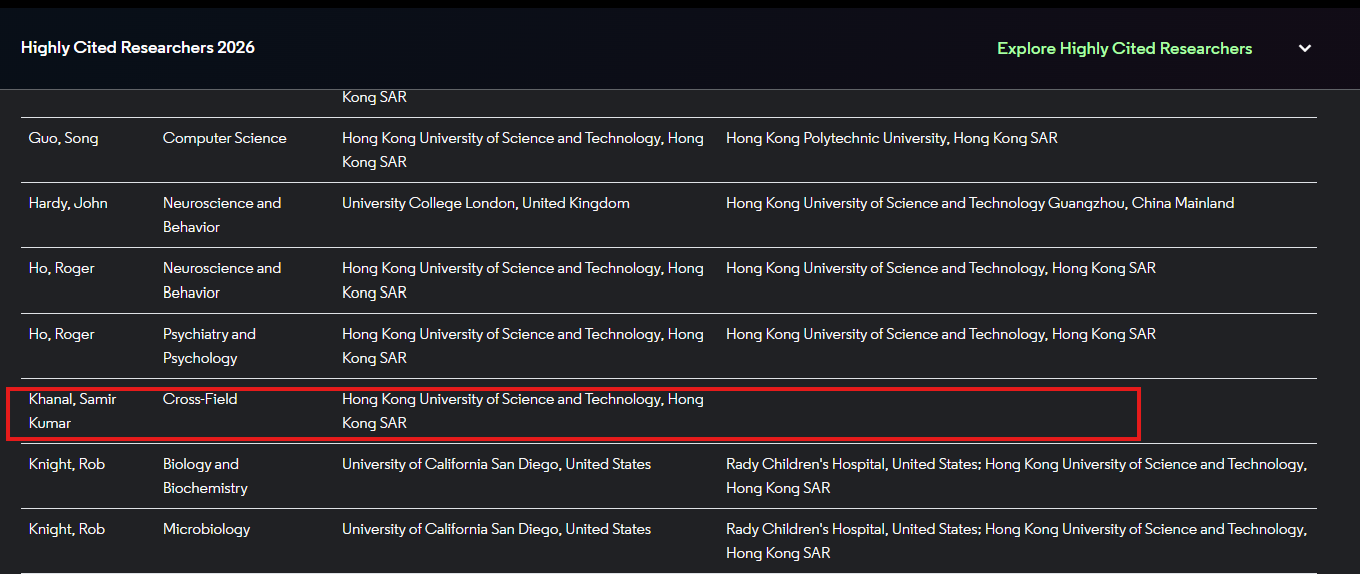 Highly Cited Researchers 2026
Explore Highly Cited Researchers
Kong SAR
Guo, Song Computer Science Hong Kong University of Science and Technology, Hong Hong Kong Polytechnic University, Hong Kong SAR
Kong SAR
Hardy, John Neuroscience and University College London, United Kingdom Hong Kong University of Science and Technology Guangzhou, China Mainland
Behavior
Ho, Roger Neuroscience and Hong Kong University of Science and Technology, Hong Hong Kong University of Science and Technology, Hong Kong SAR
Behavior Kong SAR
Ho, Roger Psychiatry and Hong Kong University of Science and Technology, Hong Hong Kong University of Science and Technology, Hong Kong SAR
Psychology Kong SAR
Khanal, Samir Cross-Field Hong Kong University of Science and Technology, Hong
Kumar Kong SAR
Knight, Rob Biology and University of California San Diego, United States Rady Children's Hospital, United States; Hong Kong University of Science and Technology,
Biochemistry Hong Kong SAR
Knight, Rob Microbiology University of California San Diego, United States Rady Children's Hospital, United States; Hong Kong University of Science and Technology,
Hong Kong SAR